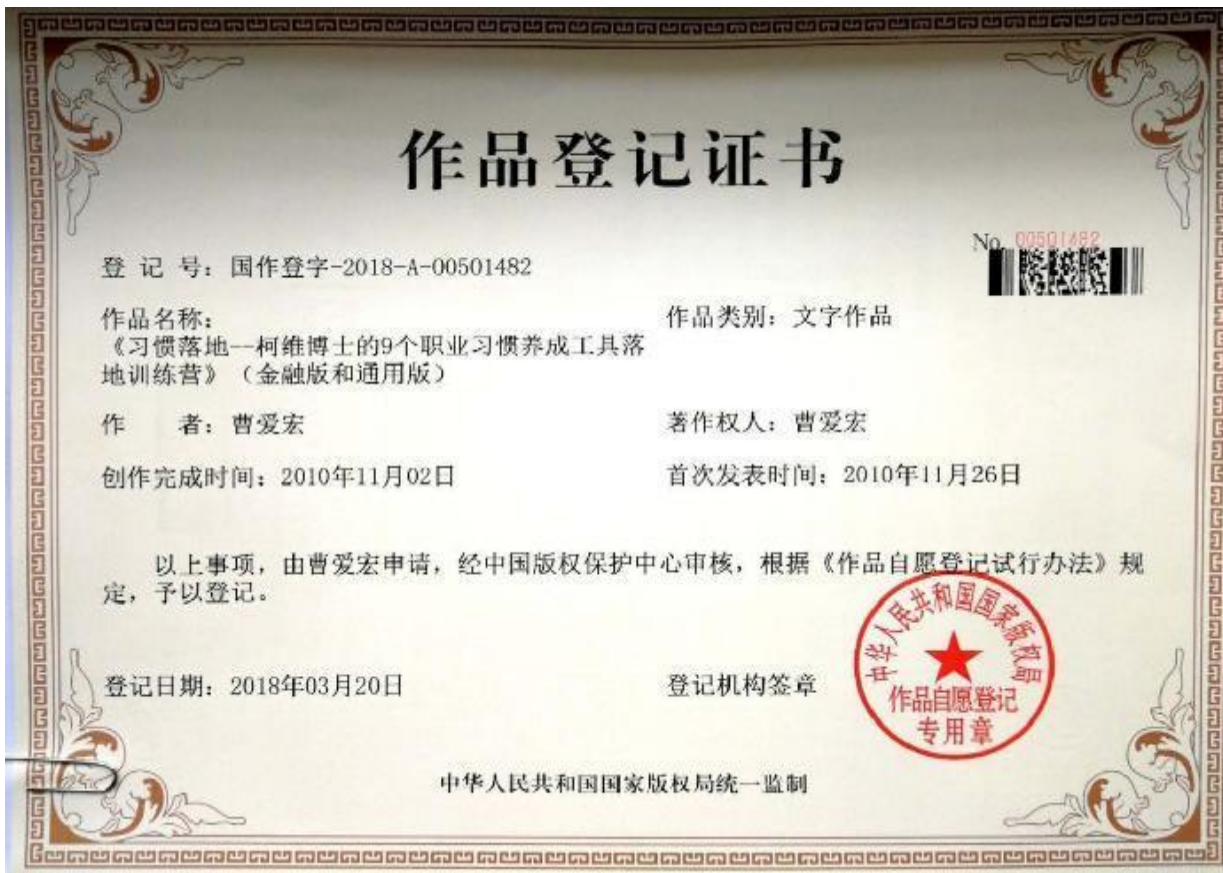 作品登记证书
No. 00501482
登 记 号：国作登字-2018-A-00501482
作品名称：
《习惯落地--柯维博士的9个职业习惯养成工具落
地训练营》（金融版和通用版）
作品类别：文字作品
作 者：曹爱宏
著作权人：曹爱宏
创作完成时间：2010年11月02日
首次发表时间：2010年11月26日
以上事项，由曹爱宏申请，经中国版权保护中心审核，根据《作品自愿登记试行办法》规
定，予以登记。
登记日期：2018年03月20日
登记机构签章
中华人民共和国国家版权局
作品自愿登记
专用章
中华人民共和国国家版权局统一监制